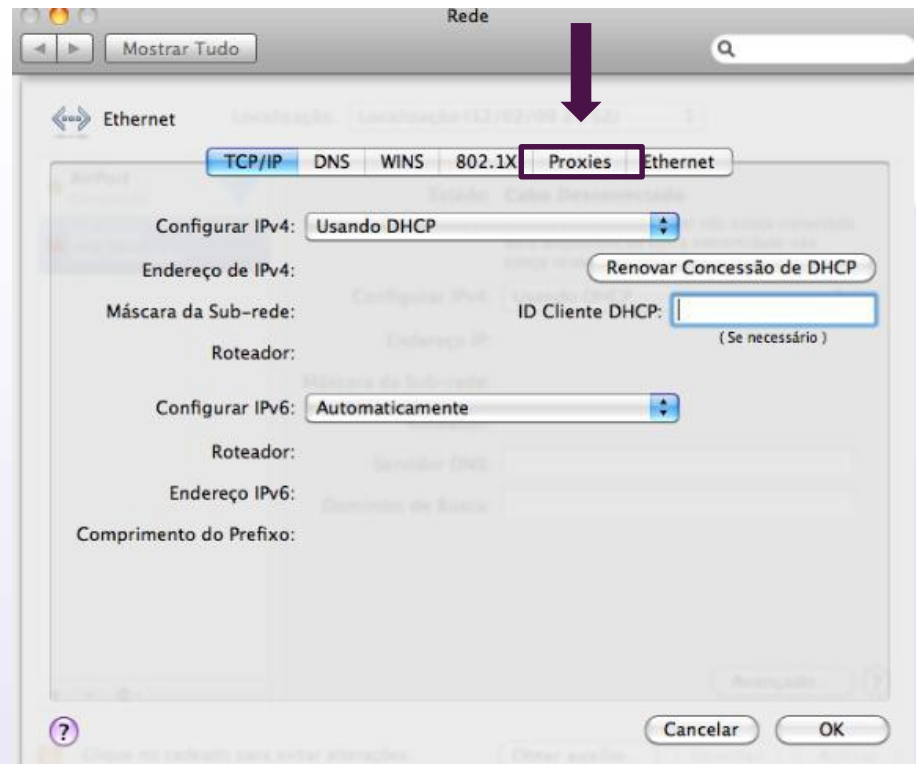 Rede
Mostrar Tudo
Ethernet
TCP/IP DNS WINS 802.1X Proxies Ethernet
Configurar IPv4: Usando DHCP
Endereço de IPv4: Renovar Concessão de DHCP
Máscara da Sub-rede: ID Cliente DHCP:
Roteador: ( Se necessário )
Configurar IPv6: Automaticamente
Roteador:
Endereço IPv6:
Comprimento do Prefixo:
Cancelar OK